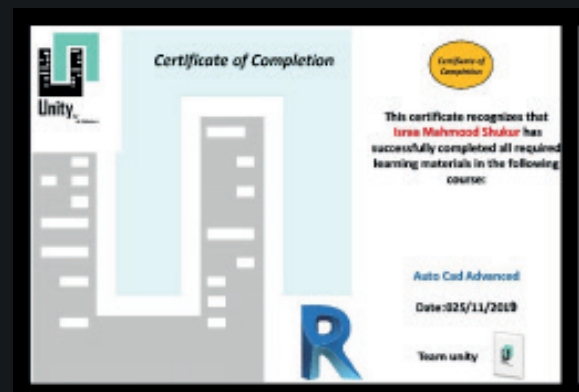 Certificate of Completion
Unity
Certificate of
Completion
This certificate recognizes that
Israa Mahmood Shukur has
successfully completed all required
learning materials in the following
course:
Auto Cad Advanced
Date:025/11/2019
Team unity